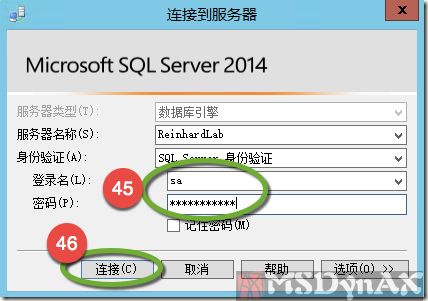 连接到服务器
x
Microsoft SQL Server 2014
服务器类型(T): 数据库引擎
服务器名称(S): ReinhardLab
身份验证(A): SQL Server 身份验证
45
登录名(L): sa
密码(P): ***********
记住密码(M)
46
连接(C) 取消 帮助 选项(O) >>
MSDynAX